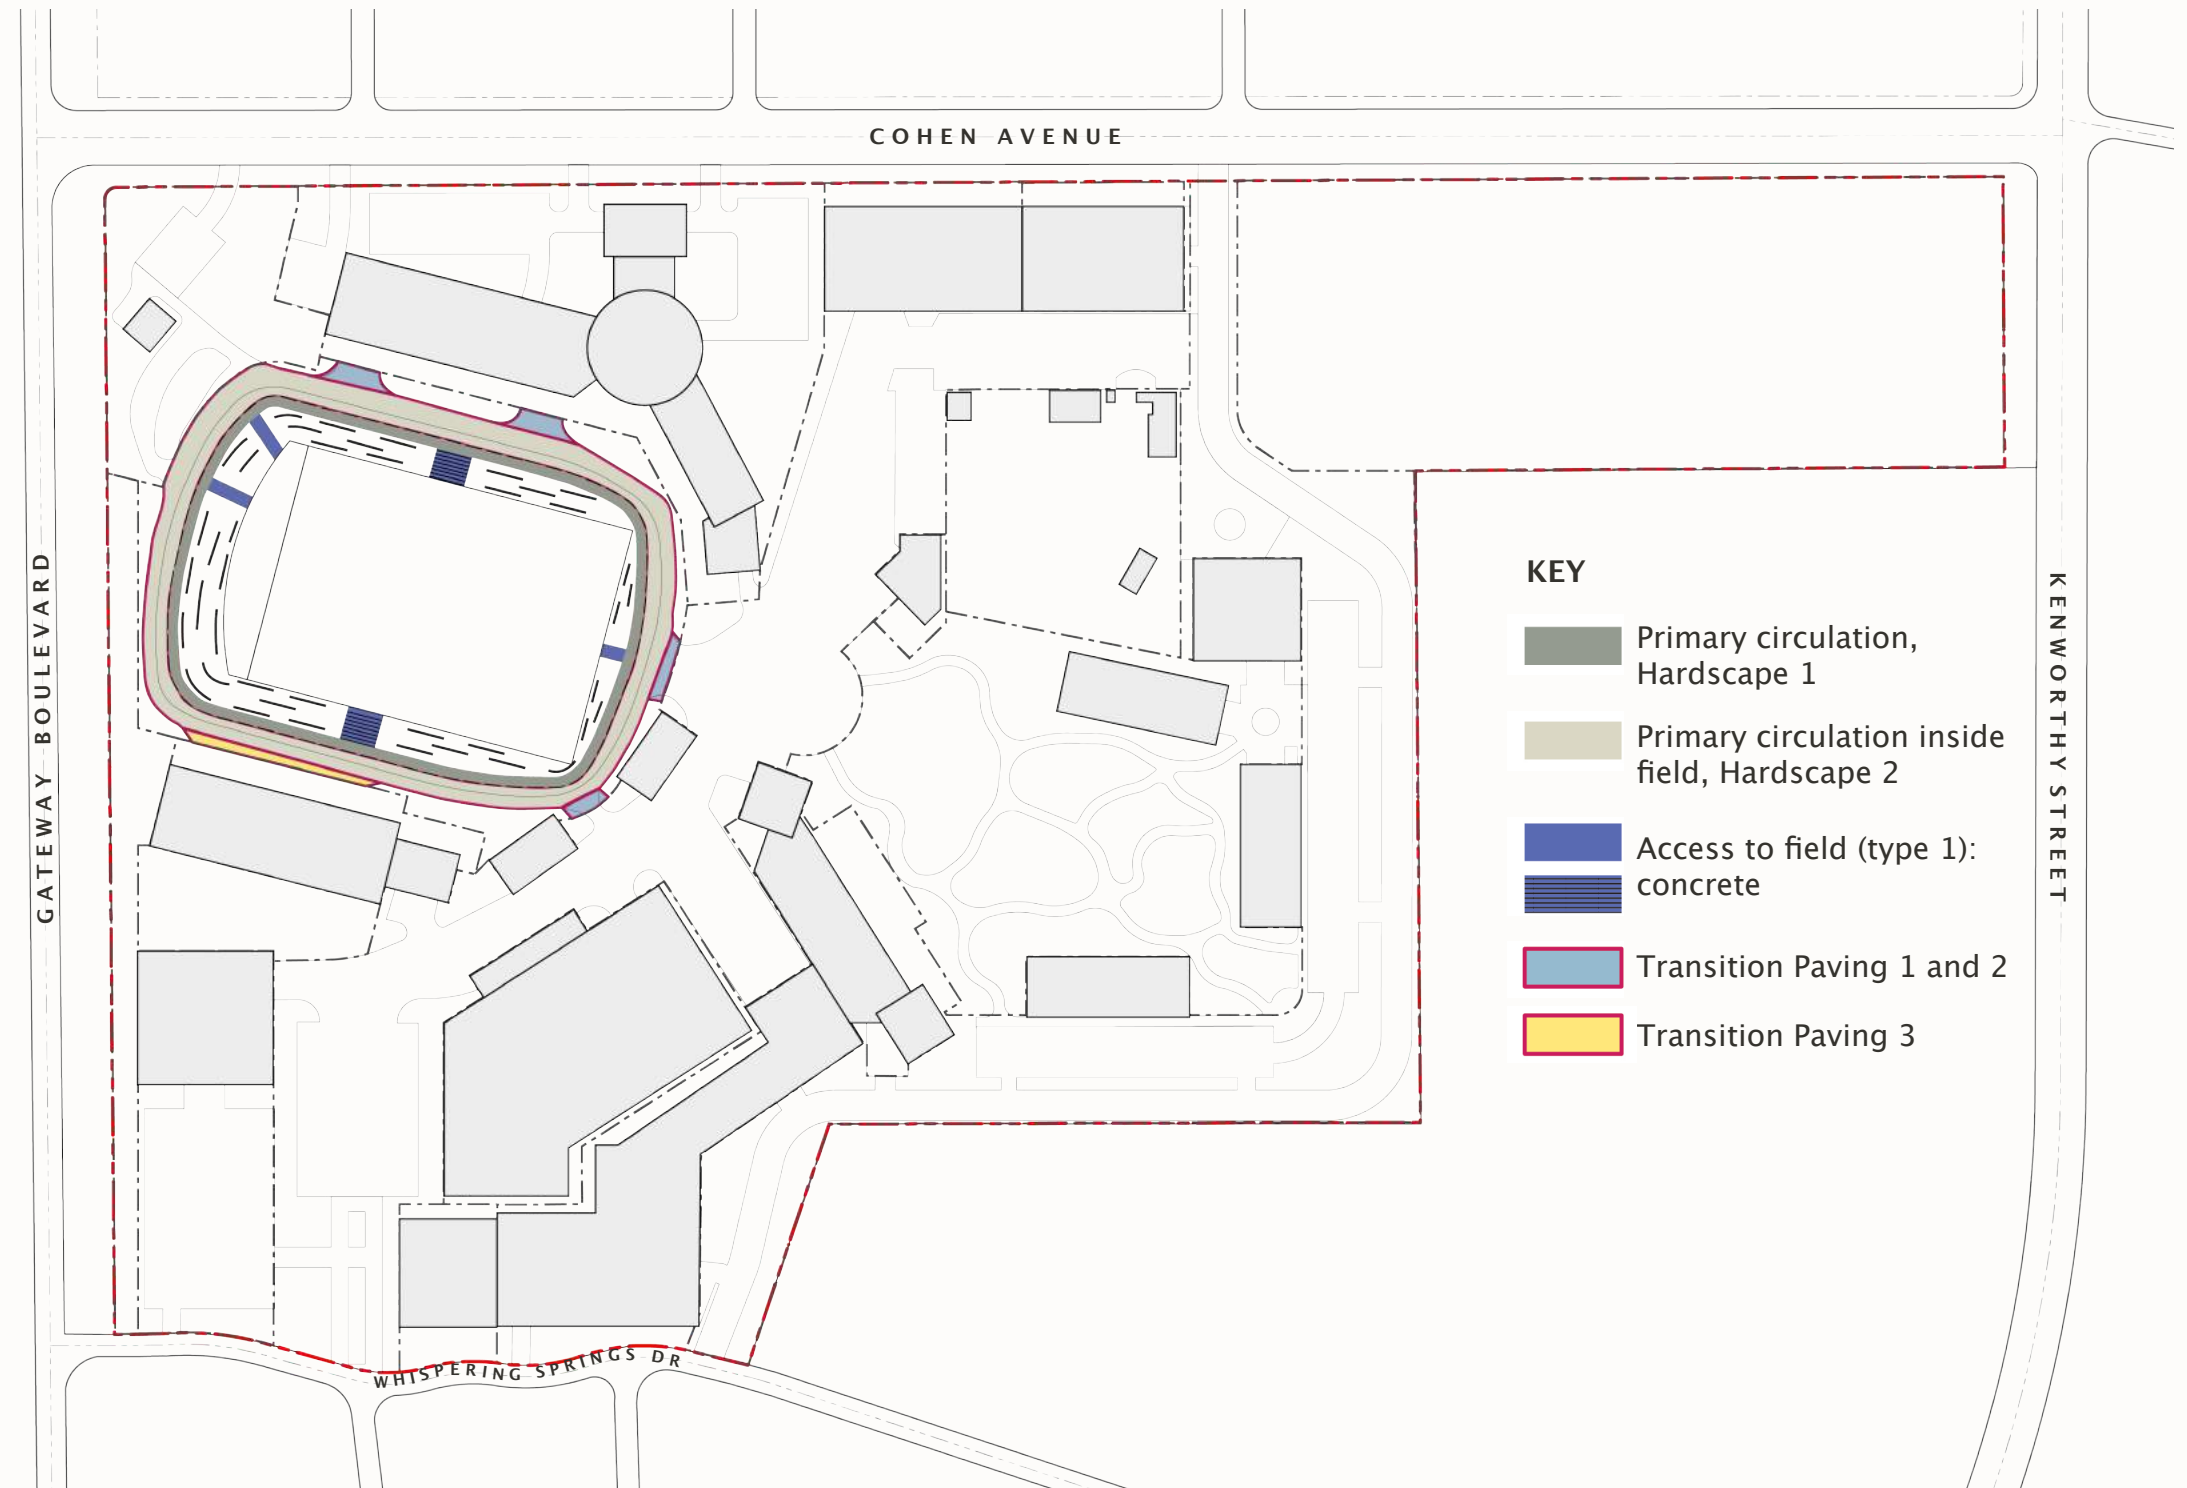 COHEN AVENUE
GATEWAY BOULEVARD
KENWORTHY STREET
WHISPERING SPRINGS DR
KEY
Primary circulation,
Hardscape 1
Primary circulation inside
field, Hardscape 2
Access to field (type 1):
concrete
Transition Paving 1 and 2
Transition Paving 3